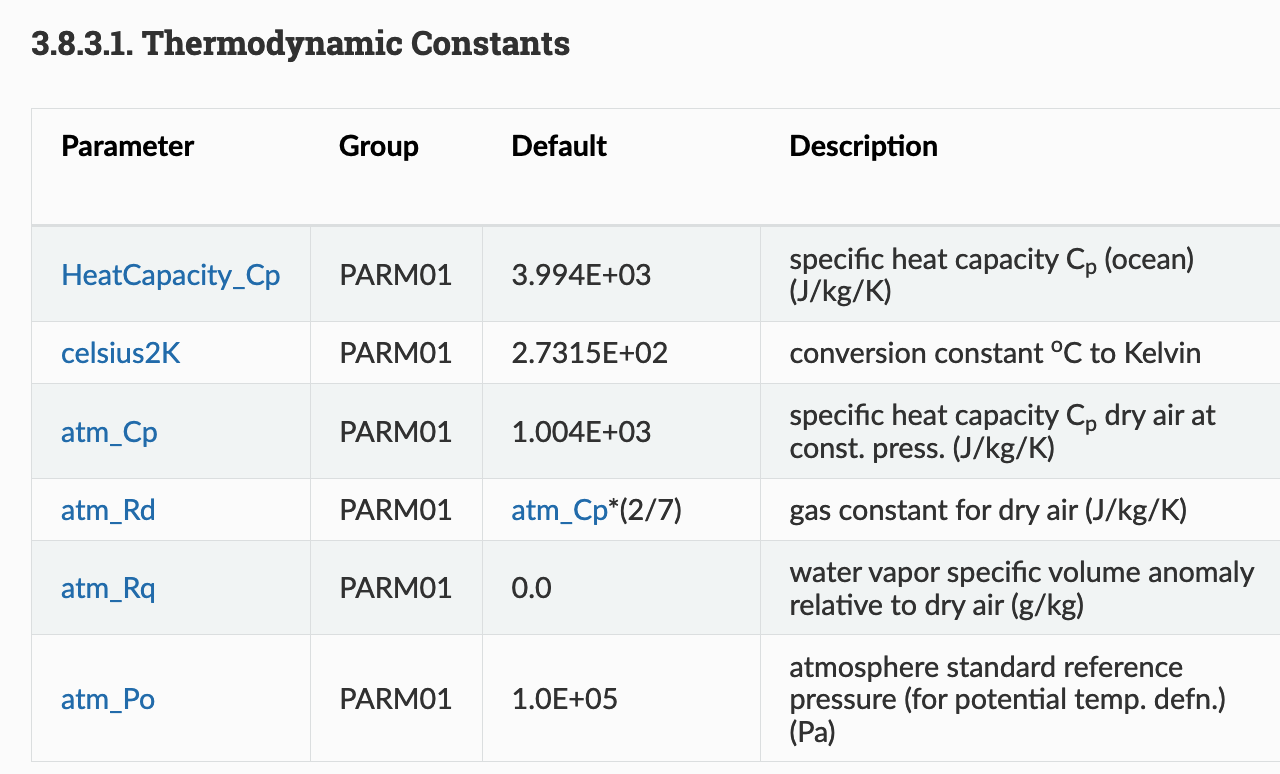 3.8.3.1. Thermodynamic Constants
Parameter Group Default Description
HeatCapacity_Cp PARM01 3.994E+03 specific heat capacity Cp (ocean)
(J/kg/K)
celsius2K PARM01 2.7315E+02 conversion constant ºC to Kelvin
atm_Cp PARM01 1.004E+03 specific heat capacity Cp dry air at
const. press. (J/kg/K)
atm_Rd PARM01 atm_Cp*(2/7) gas constant for dry air (J/kg/K)
atm_Rq PARM01 0.0 water vapor specific volume anomaly
relative to dry air (g/kg)
atm_Po PARM01 1.0E+05 atmosphere standard reference
pressure (for potential temp. defn.)
(Pa)